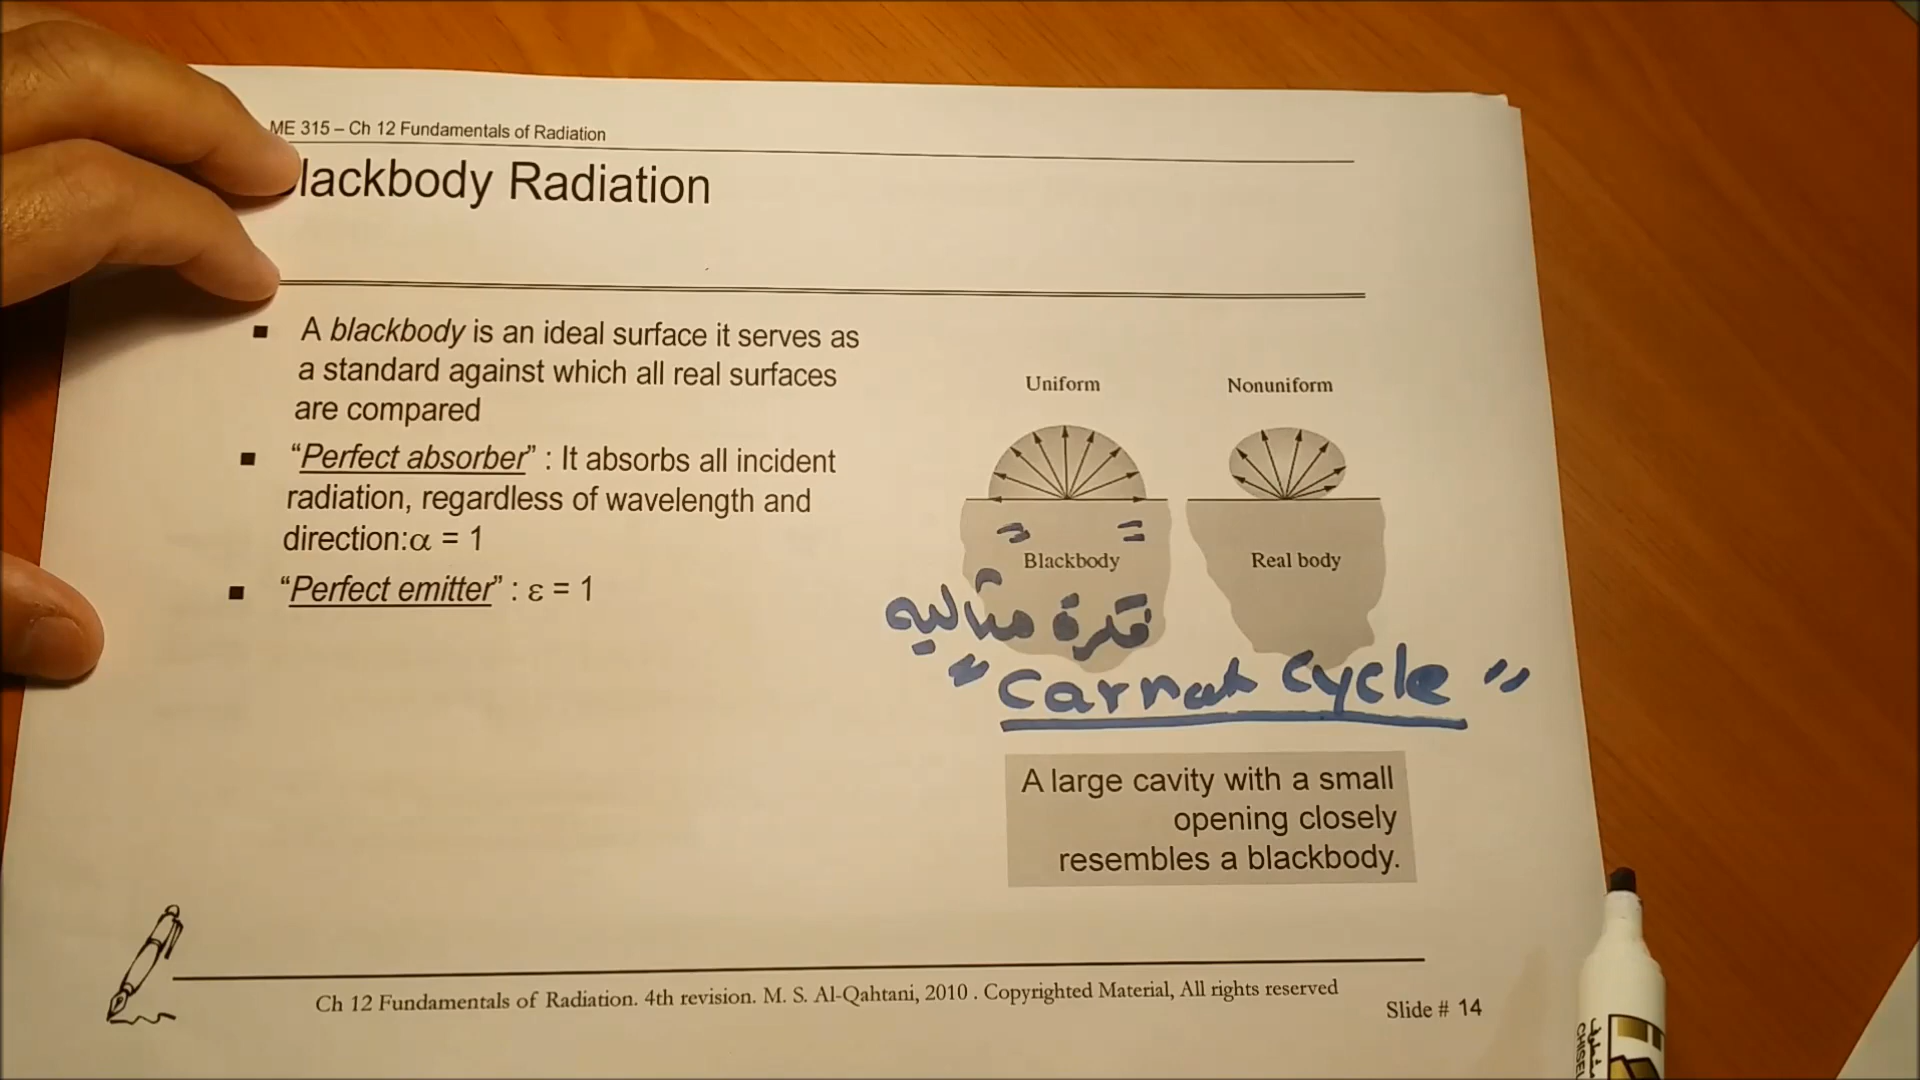 ME 315 – Ch 12 Fundamentals of Radiation
lackbody Radiation
▪ A blackbody is an ideal surface it serves as
a standard against which all real surfaces
are compared
▪ “Perfect absorber” : It absorbs all incident
radiation, regardless of wavelength and
direction:α = 1
▪ “Perfect emitter” : ε = 1
Uniform
Nonuniform
Blackbody
Real body
قدرة مثاليه
"Carnot Cycle"
A large cavity with a small
opening closely
resembles a blackbody.
Ch 12 Fundamentals of Radiation. 4th revision. M. S. Al-Qahtani, 2010 . Copyrighted Material, All rights reserved
Slide # 14
CHISEL